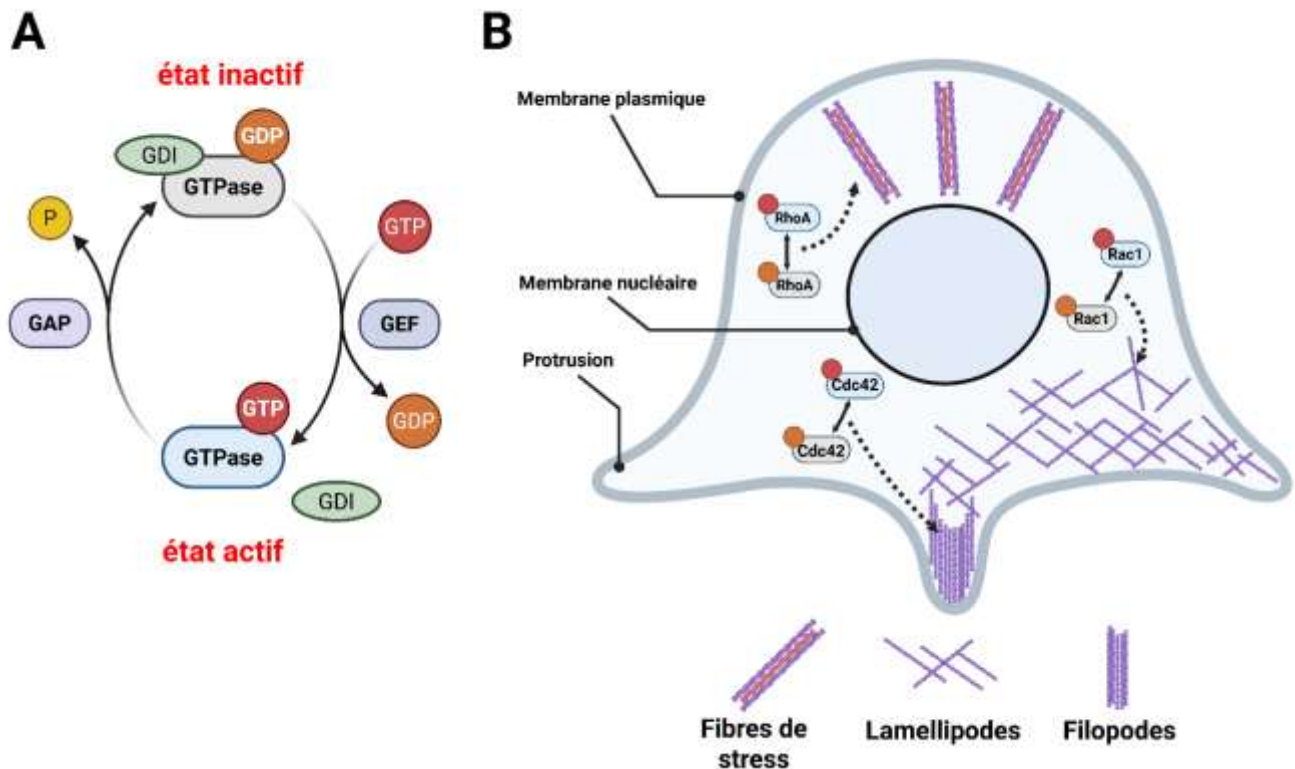 A
état inactif
GDP
GDI
GTPase
P
GTP
GAP
GEF
GTP
GTPase
GDP
GDI
état actif
B
Membrane plasmique
RhoA
RhoA
Rac1
Rac1
Membrane nucléaire
Protrusion
Cdc42
Cdc42
Fibres de
stress
Lamellipodes
Filopodes